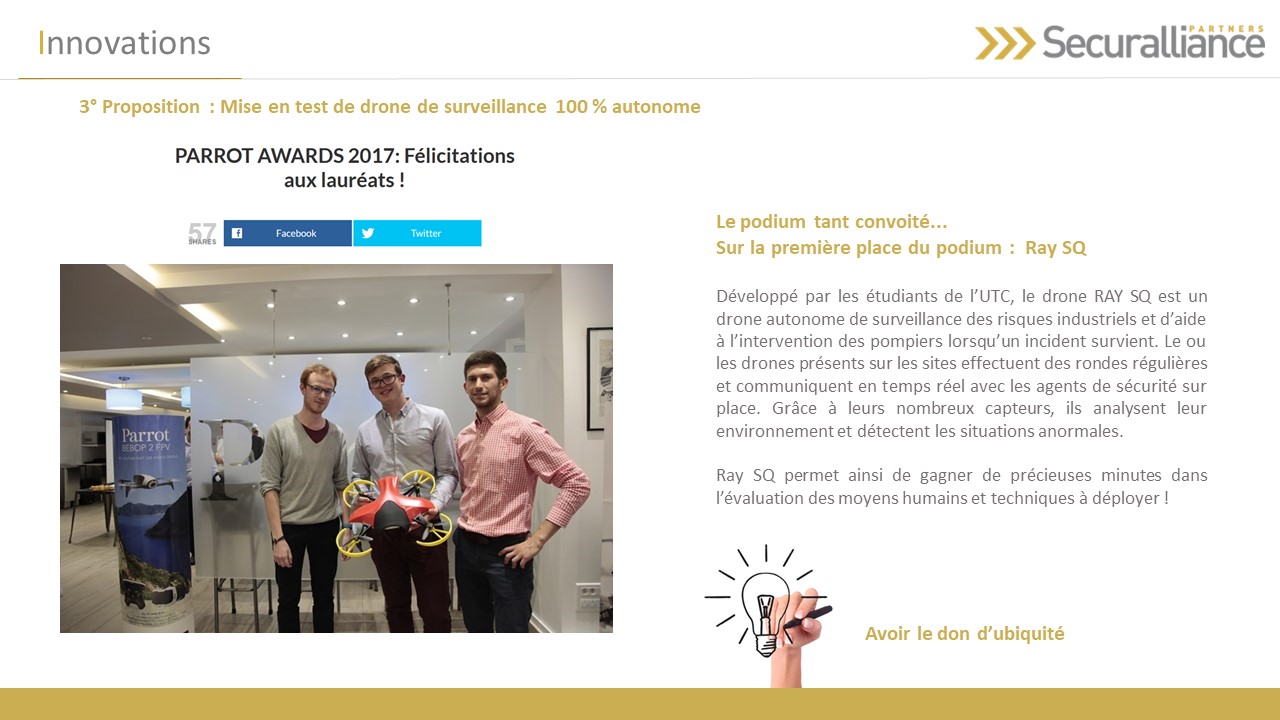 Innovations
PARTNERS
Securalliance
3° Proposition : Mise en test de drone de surveillance 100 % autonome
PARROT AWARDS 2017: Félicitations
aux lauréats !
57
SHARES
Facebook
Twitter
Parrot
BEBOP 2 FPV
P
Le podium tant convoité...
Sur la première place du podium : Ray SQ
Développé par les étudiants de l’UTC, le drone RAY SQ est un
drone autonome de surveillance des risques industriels et d’aide
à l’intervention des pompiers lorsqu’un incident survient. Le ou
les drones présents sur les sites effectuent des rondes régulières
et communiquent en temps réel avec les agents de sécurité sur
place. Grâce à leurs nombreux capteurs, ils analysent leur
environnement et détectent les situations anormales.
Ray SQ permet ainsi de gagner de précieuses minutes dans
l’évaluation des moyens humains et techniques à déployer !
Avoir le don d’ubiquité